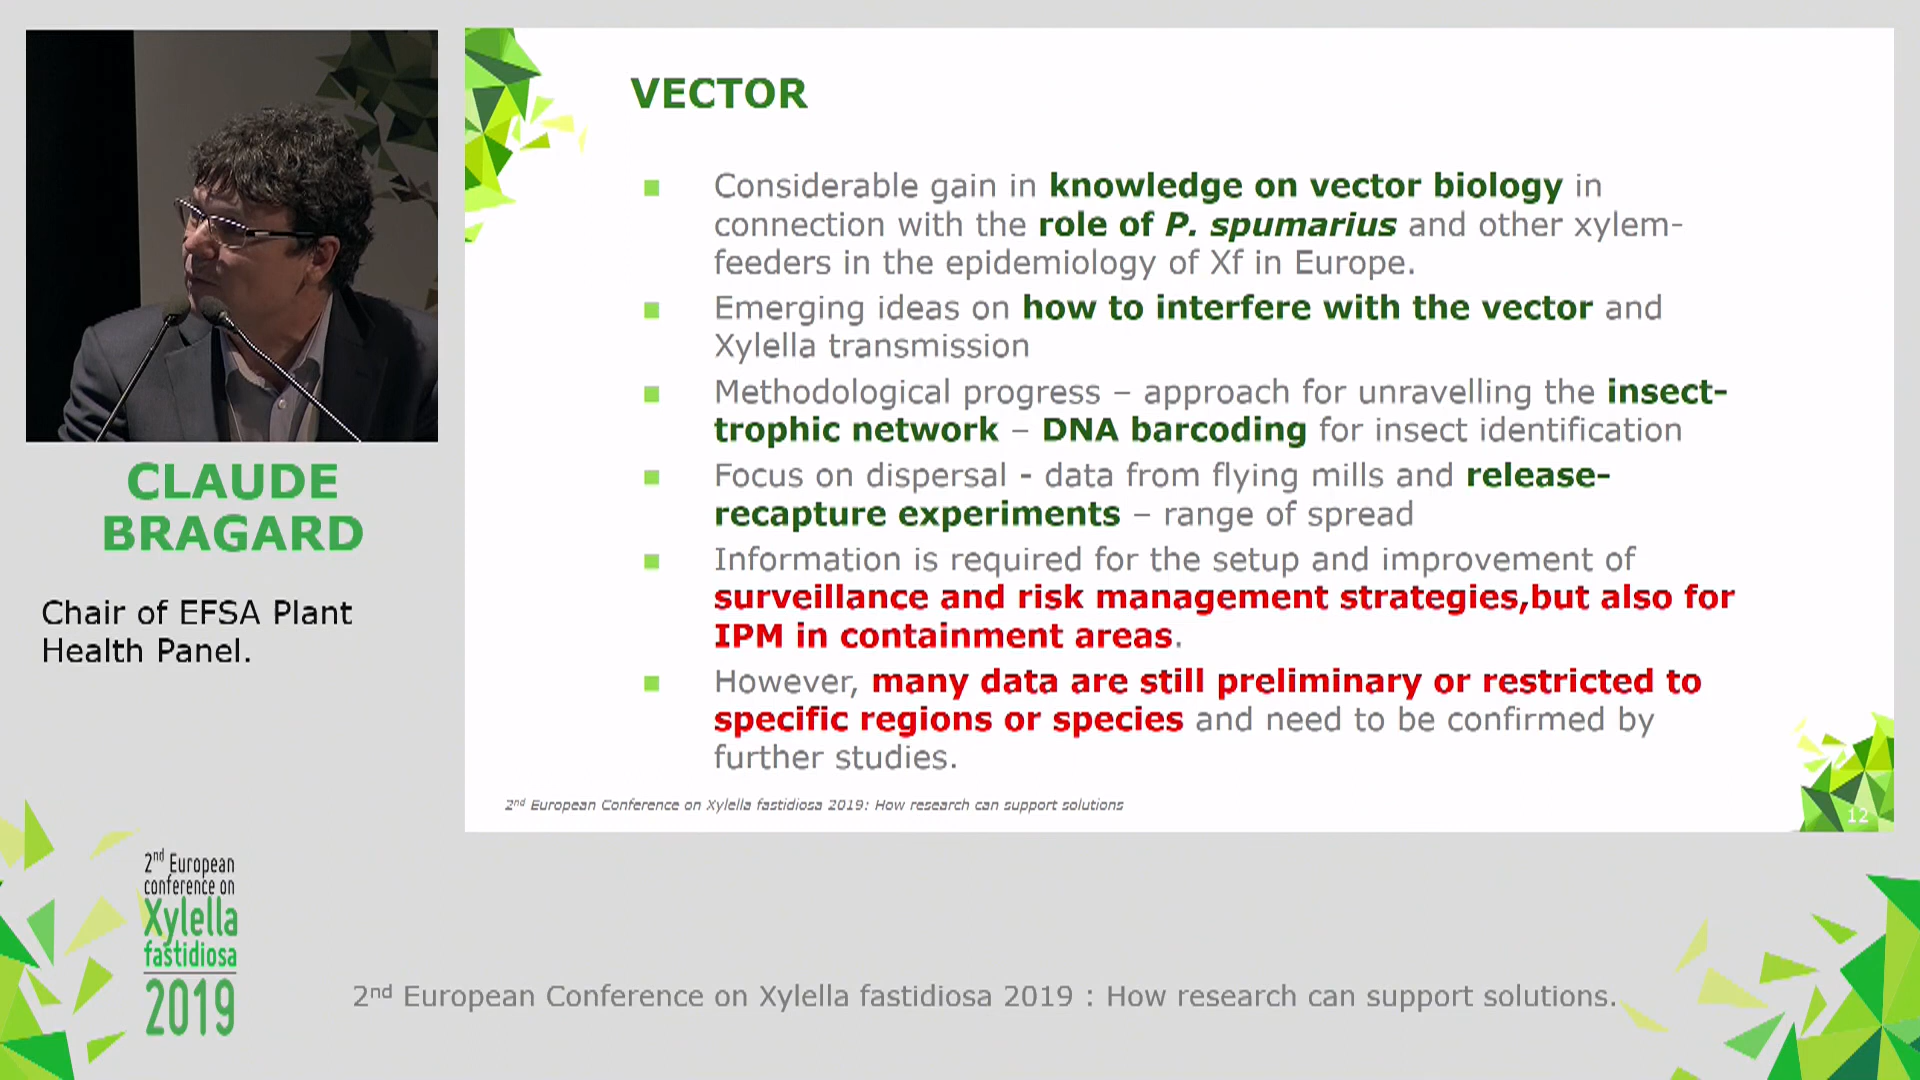 VECTOR
Considerable gain in knowledge on vector biology in
connection with the role of P. spumarius and other xylem-
feeders in the epidemiology of Xf in Europe.
Emerging ideas on how to interfere with the vector and
Xylella transmission
Methodological progress – approach for unravelling the insect-
trophic network – DNA barcoding for insect identification
Focus on dispersal - data from flying mills and release-
recapture experiments – range of spread
Information is required for the setup and improvement of
surveillance and risk management strategies,but also for
IPM in containment areas.
However, many data are still preliminary or restricted to
specific regions or species and need to be confirmed by
further studies.
2nd European Conference on Xylella fastidiosa 2019: How research can support solutions
12
CLAUDE
BRAGARD
Chair of EFSA Plant
Health Panel.
2nd European
conference on
Xylella
fastidiosa
2019
2nd European Conference on Xylella fastidiosa 2019 : How research can support solutions.